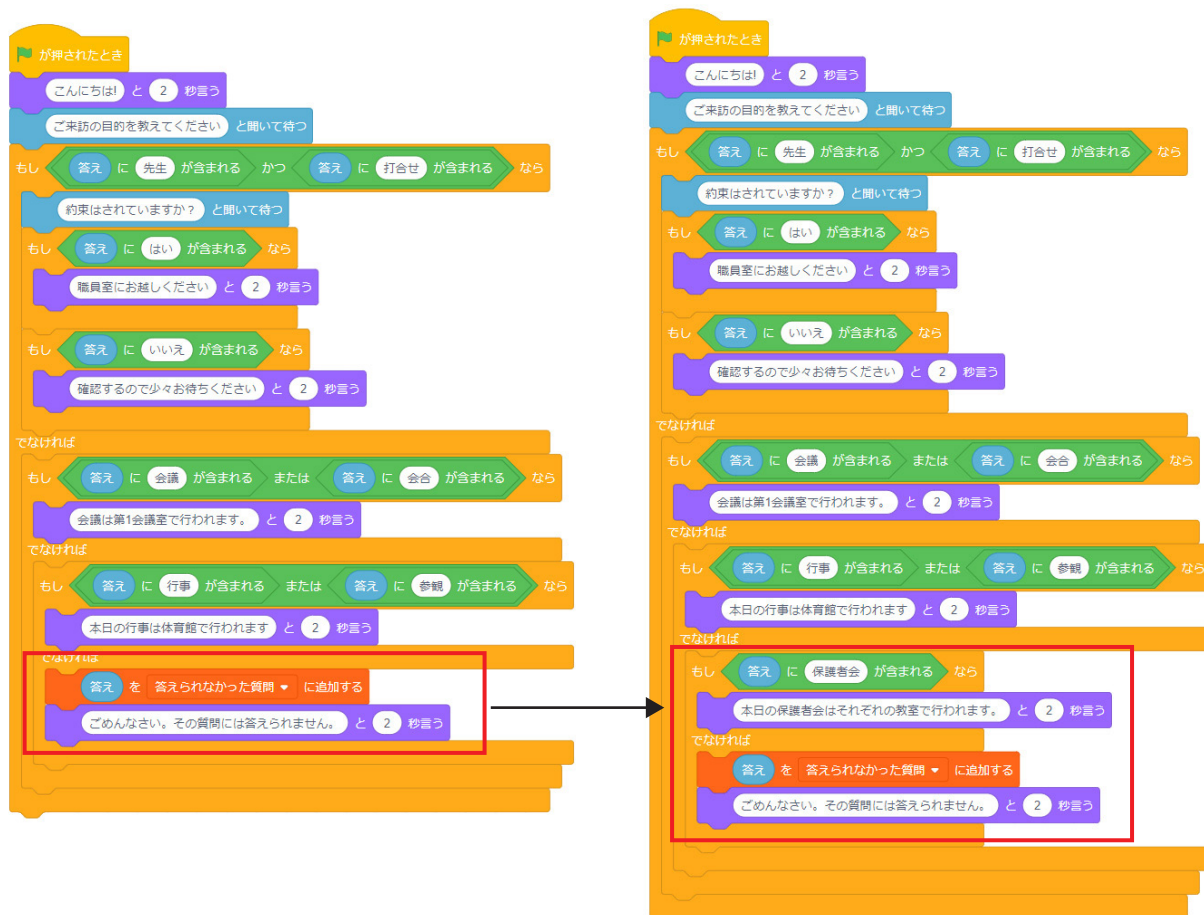 が押されたとき
こんにちは! と 2 秒言う
ご来訪の目的を教えてください と聞いて待つ
もし 答え に 先生 が含まれる かつ 答え に 打合せ が含まれる なら
約束はされていますか? と聞いて待つ
もし 答え に はい が含まれる なら
職員室にお越しください と 2 秒言う
もし 答え に いいえ が含まれる なら
確認するので少々お待ちください と 2 秒言う
でなければ
もし 答え に 会議 が含まれる または 答え に 会合 が含まれる なら
会議は第1会議室で行われます。 と 2 秒言う
でなければ
もし 答え に 行事 が含まれる または 答え に 参観 が含まれる なら
本日の行事は体育館で行われます と 2 秒言う
でなければ
答え を 答えられなかった質問 に追加する
ごめんなさい。その質問には答えられません。 と 2 秒言う
が押されたとき
こんにちは! と 2 秒言う
ご来訪の目的を教えてください と聞いて待つ
もし 答え に 先生 が含まれる かつ 答え に 打合せ が含まれる なら
約束はされていますか? と聞いて待つ
もし 答え に はい が含まれる なら
職員室にお越しください と 2 秒言う
もし 答え に いいえ が含まれる なら
確認するので少々お待ちください と 2 秒言う
でなければ
もし 答え に 会議 が含まれる または 答え に 会合 が含まれる なら
会議は第1会議室で行われます。 と 2 秒言う
でなければ
もし 答え に 行事 が含まれる または 答え に 参観 が含まれる なら
本日の行事は体育館で行われます と 2 秒言う
でなければ
もし 答え に 保護者会 が含まれる なら
本日の保護者会はそれぞれの教室で行われます。 と 2 秒言う
でなければ
答え を 答えられなかった質問 に追加する
ごめんなさい。その質問には答えられません。 と 2 秒言う